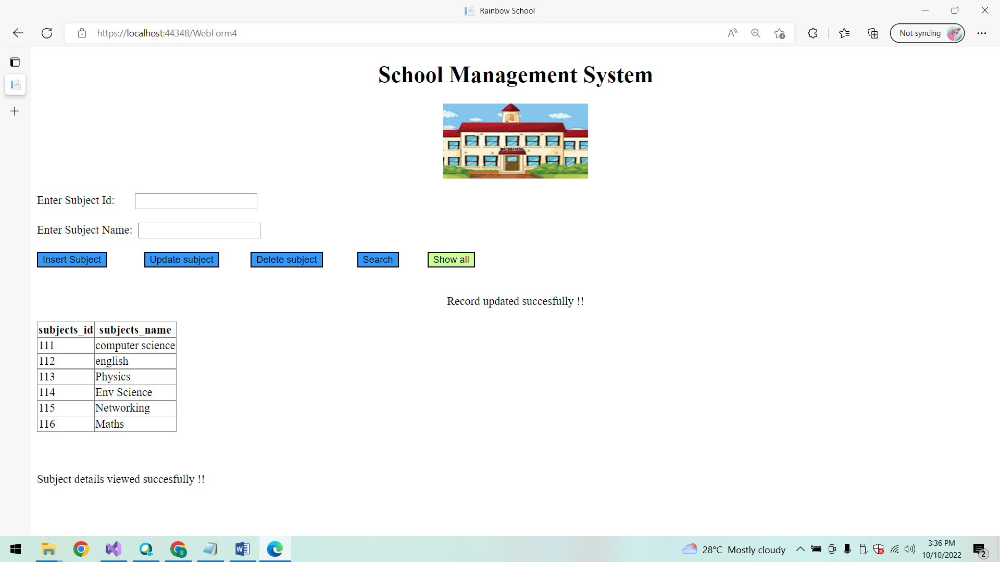 Rainbow School
https://localhost:44348/WebForm4
Not syncing
School Management System
SCHOOL
Enter Subject Id:
Enter Subject Name:
Insert Subject Update subject Delete subject Search Show all
Record updated succesfully !!
subjects_id subjects_name
111 computer science
112 english
113 Physics
114 Env Science
115 Networking
116 Maths
Subject details viewed succesfully !!
28°C Mostly cloudy
3:36 PM
10/10/2022
2